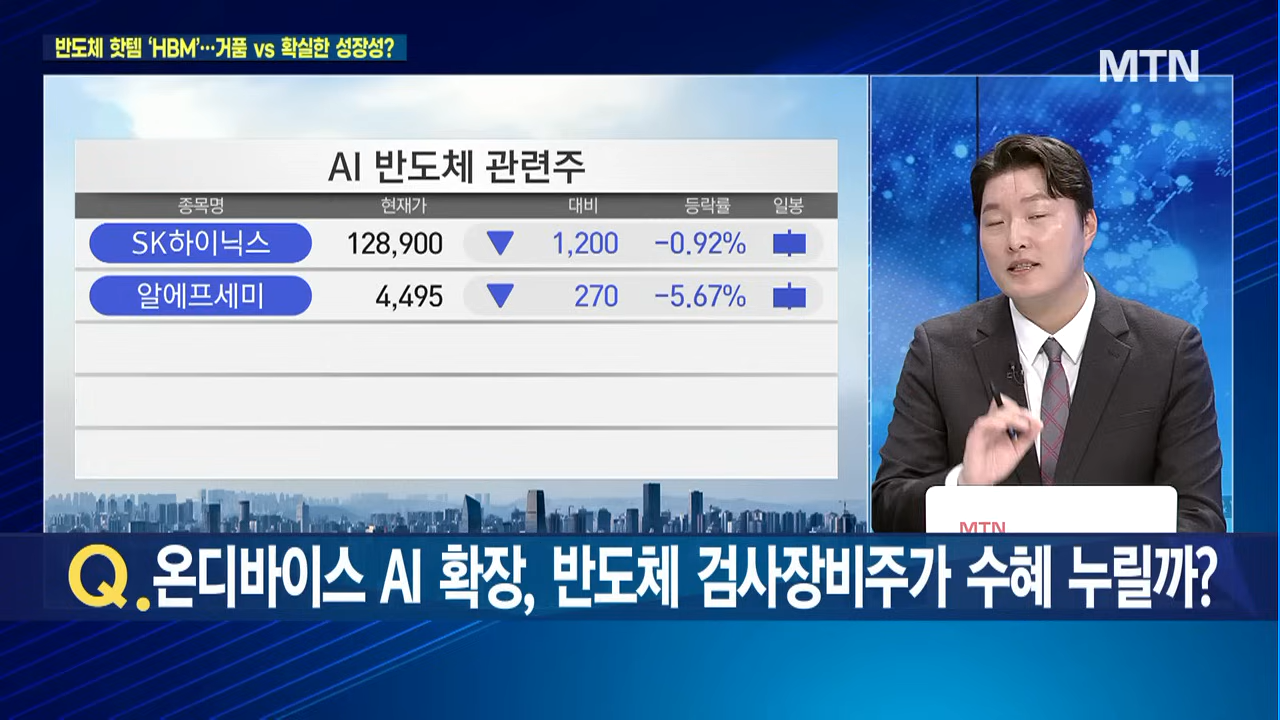 반도체 핫템 ‘HBM’…거품 vs 확실한 성장성?
MTN
AI 반도체 관련주
종목명 현재가 대비 등락률 일봉
SK하이닉스 128,900 ▼ 1,200 -0.92%
알에프세미 4,495 ▼ 270 -5.67%
MTN
Q. 온디바이스 AI 확장, 반도체 검사장비주가 수혜 누릴까?